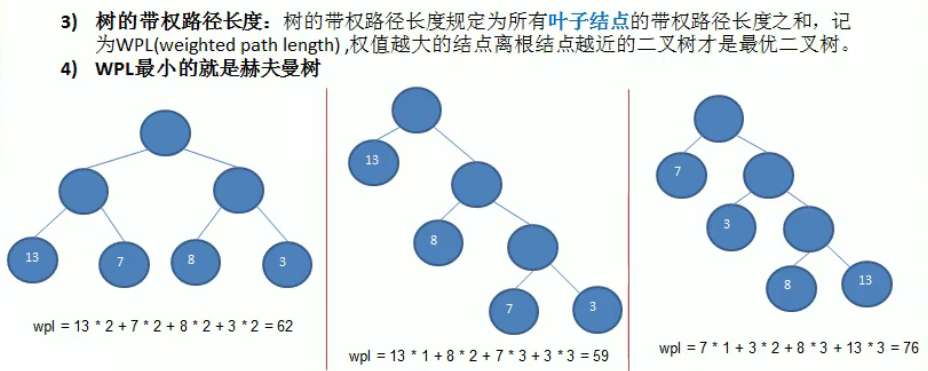 3) 树的带权路径长度：树的带权路径长度规定为所有叶子结点的带权路径长度之和，记
为WPL(weighted path length) ,权值越大的结点离根结点越近的二叉树才是最优二叉树。
4) WPL最小的就是赫夫曼树
13
7
8
3
wpl = 13 * 2 + 7 * 2 + 8 * 2 + 3 * 2 = 62
13
8
7
3
wpl = 13 * 1 + 8 * 2 + 7 * 3 + 3 * 3 = 59
7
3
8
13
wpl = 7 * 1 + 3 * 2 + 8 * 3 + 13 * 3 = 76